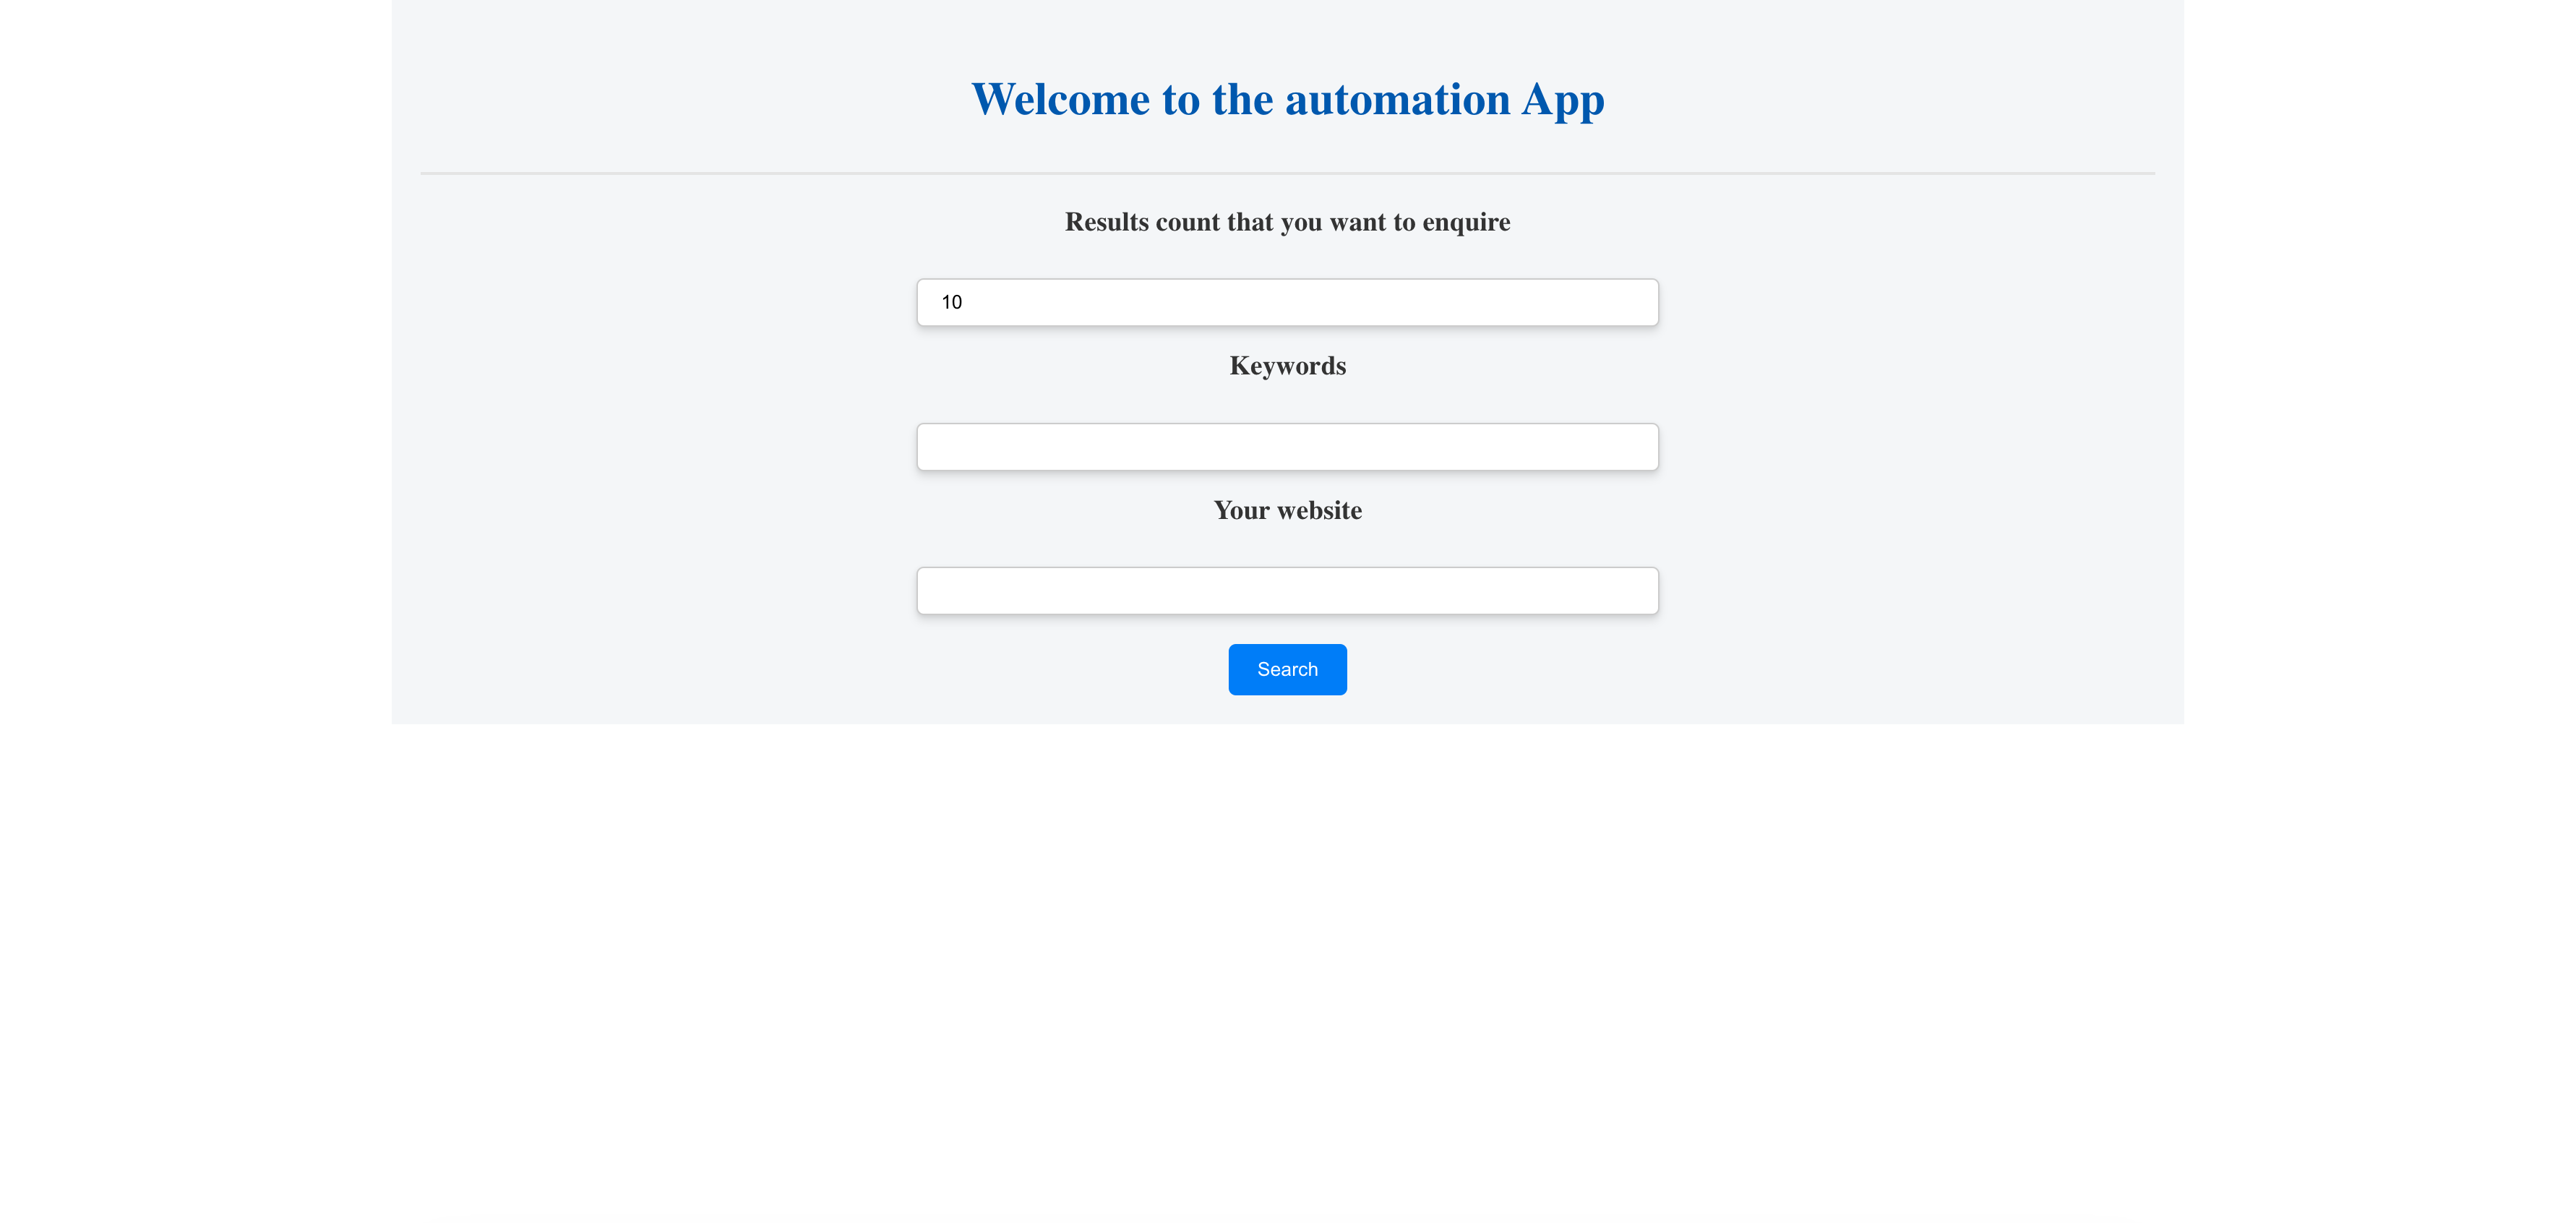 Welcome to the automation App
Results count that you want to enquire
10
Keywords
Your website
Search